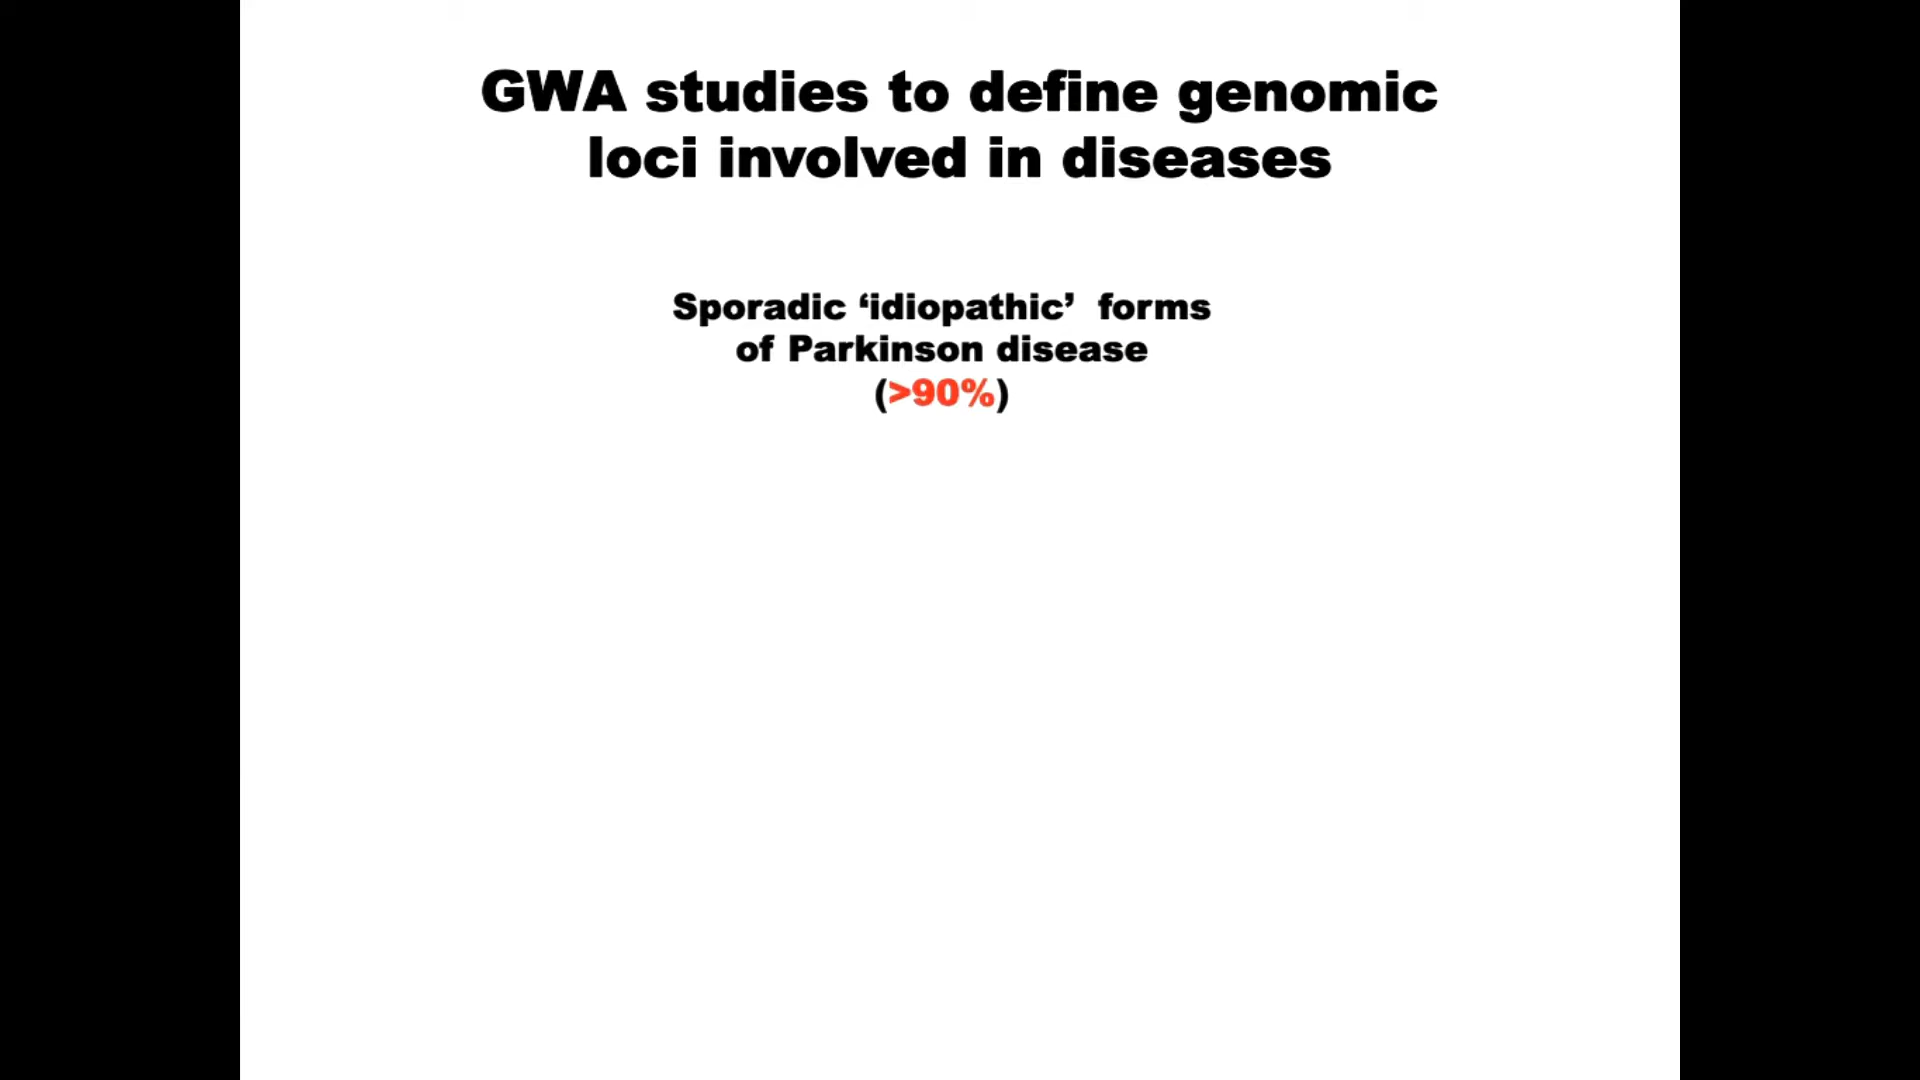 GWA studies to define genomic
loci involved in diseases
Sporadic ‘idiopathic’  forms
of Parkinson disease
(>90%)